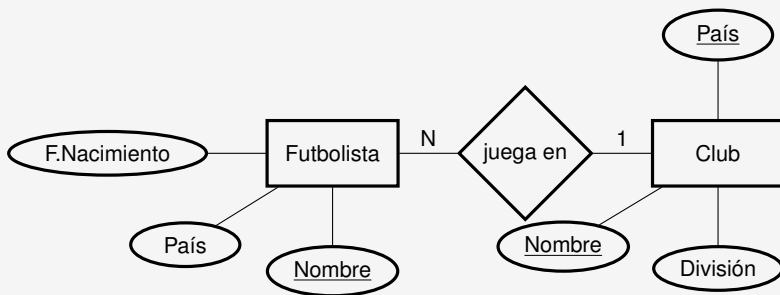 País
F.Nacimiento
Futbolista
N
juega en
1
Club
País
Nombre
Nombre
División